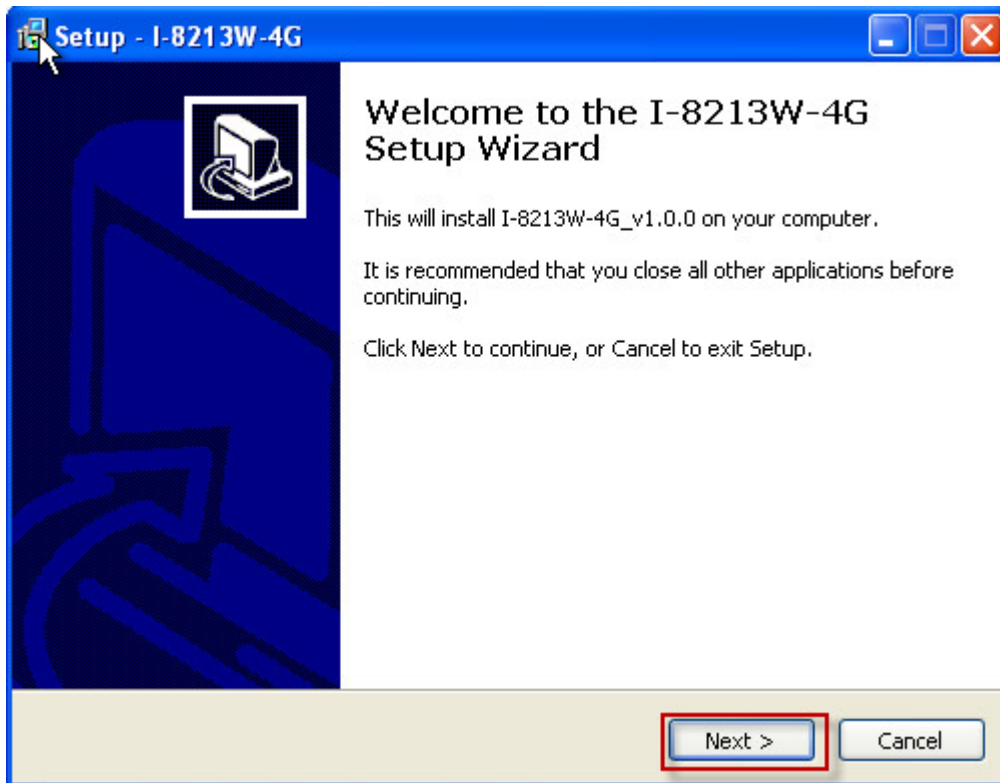 Setup - I-8213W-4G
Welcome to the I-8213W-4G
Setup Wizard
This will install I-8213W-4G_v1.0.0 on your computer.
It is recommended that you close all other applications before
continuing.
Click Next to continue, or Cancel to exit Setup.
Next >
Cancel